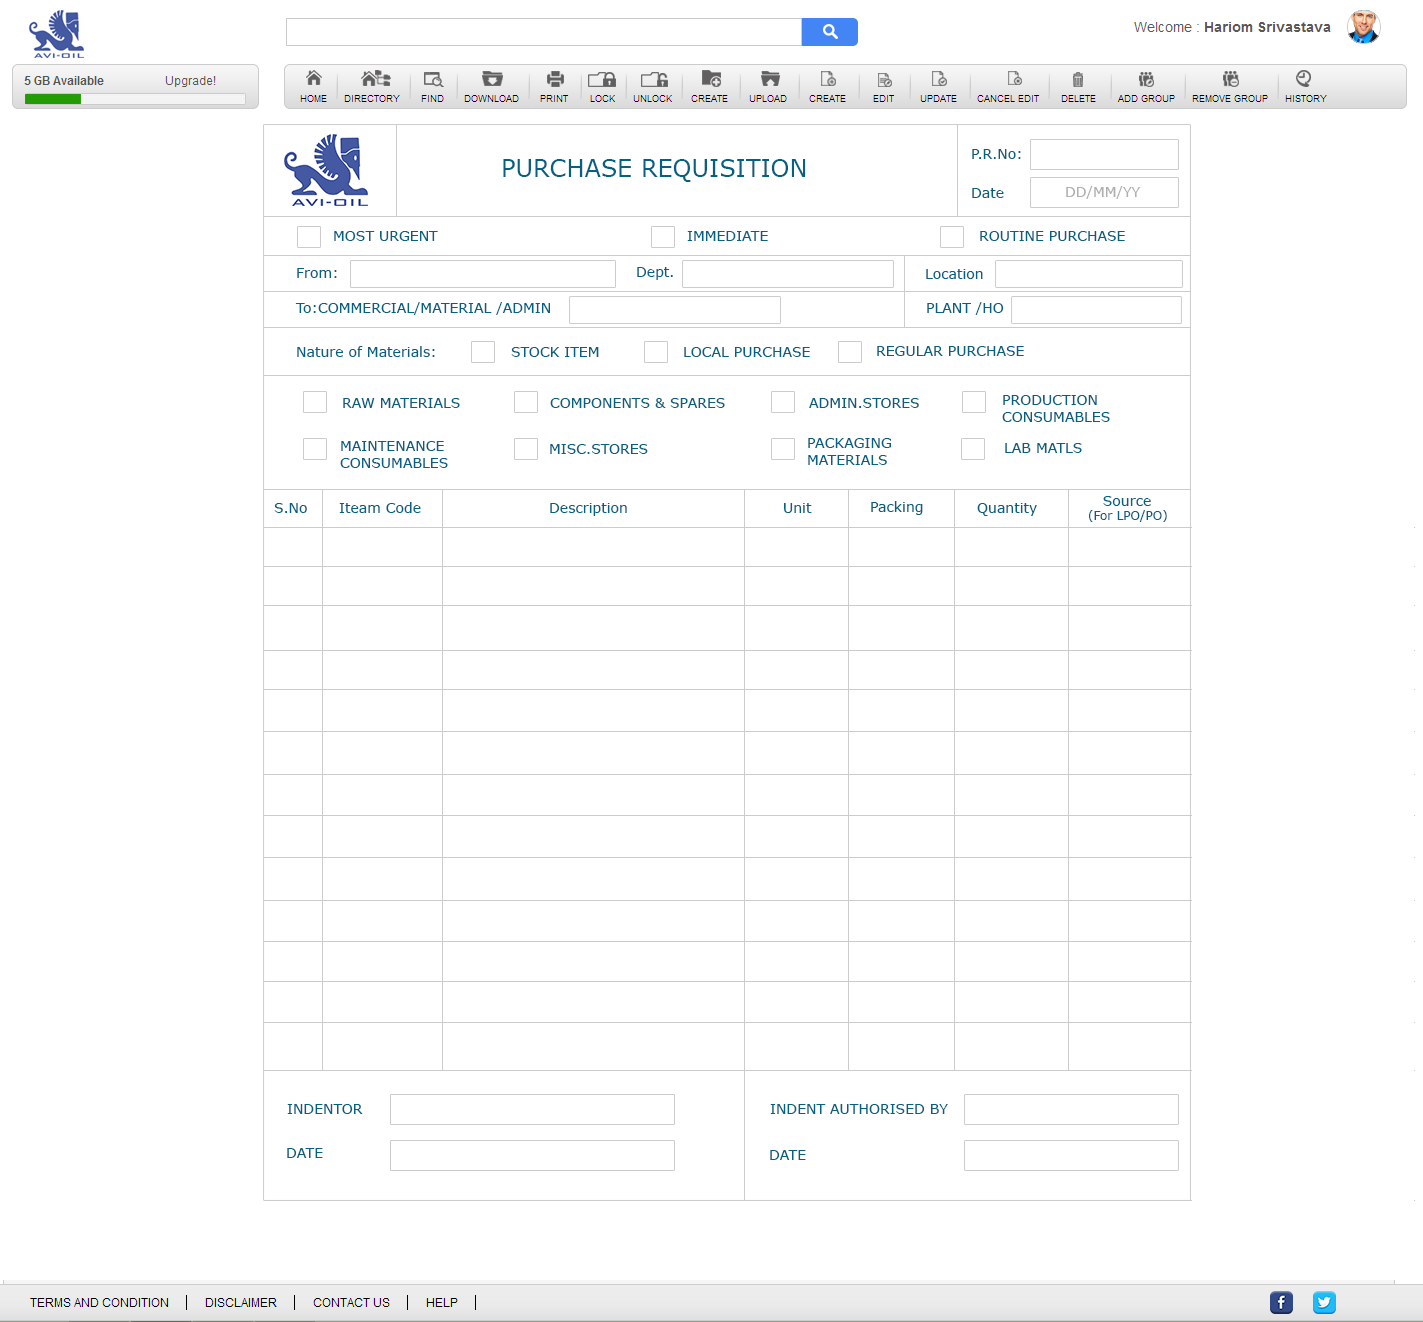 AVI-OIL
Welcome : Hariom Srivastava
5 GB Available Upgrade!
HOME DIRECTORY FIND DOWNLOAD PRINT LOCK UNLOCK CREATE UPLOAD CREATE EDIT UPDATE CANCEL EDIT DELETE ADD GROUP REMOVE GROUP HISTORY
AVI-OIL
PURCHASE REQUISITION
P.R.No:
Date DD/MM/YY
MOST URGENT IMMEDIATE ROUTINE PURCHASE
From: Dept. Location
To:COMMERCIAL/MATERIAL /ADMIN PLANT /HO
Nature of Materials: STOCK ITEM LOCAL PURCHASE REGULAR PURCHASE
RAW MATERIALS COMPONENTS & SPARES ADMIN.STORES PRODUCTION
CONSUMABLES
MAINTENANCE
CONSUMABLES
MISC.STORES
PACKAGING
MATERIALS
LAB MATLS
S.No Iteam Code Description Unit Packing Quantity Source
(For LPO/PO)
INDENTOR INDENT AUTHORISED BY
DATE DATE
TERMS AND CONDITION DISCLAIMER CONTACT US HELP